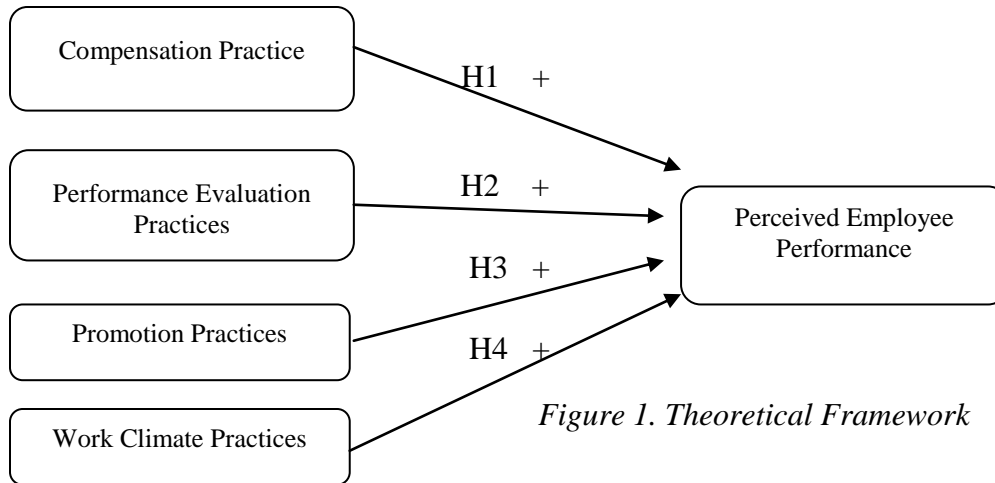 Compensation Practice
H1 +
Performance Evaluation
Practices
H2 +
Perceived Employee
Performance
H3 +
Promotion Practices
H4 +
Work Climate Practices
Figure 1. Theoretical Framework